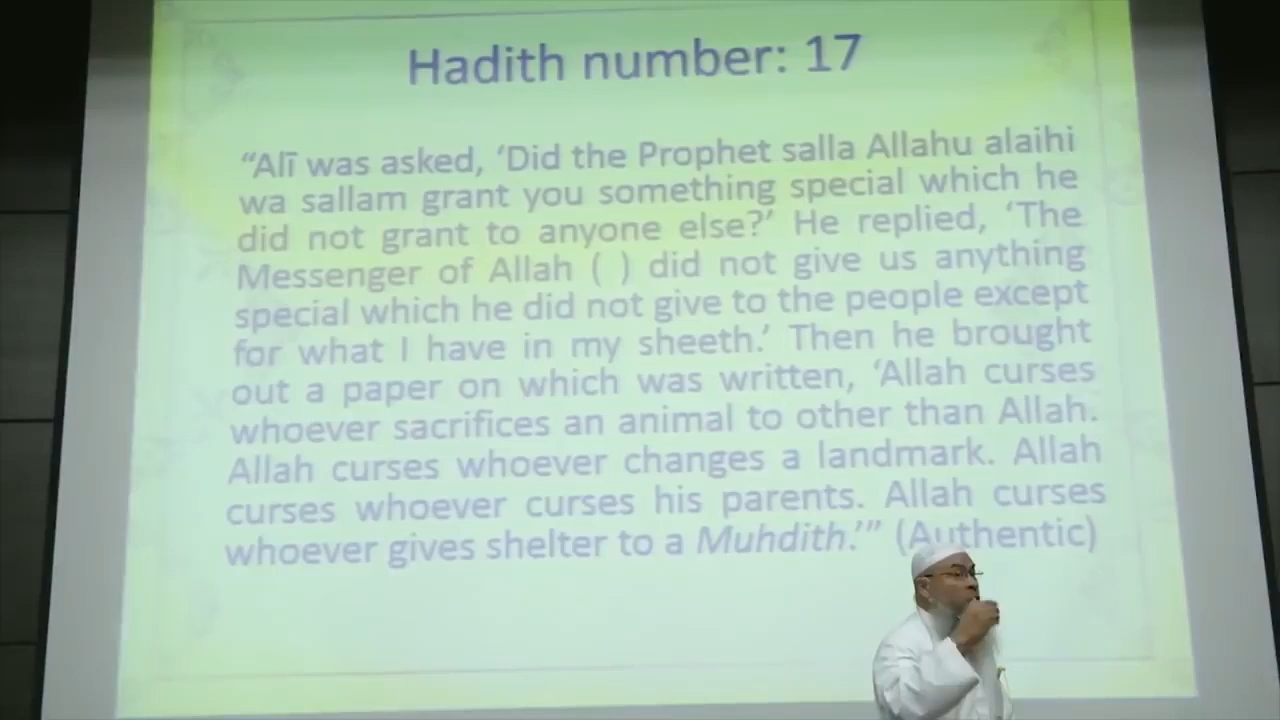 Hadith number: 17
“Alī was asked, ‘Did the Prophet salla Allahu alaihi
wa sallam grant you something special which he
did not grant to anyone else?’ He replied, ‘The
Messenger of Allah ( ) did not give us anything
special which he did not give to the people except
for what I have in my sheeth.’ Then he brought
out a paper on which was written, ‘Allah curses
whoever sacrifices an animal to other than Allah.
Allah curses whoever changes a landmark. Allah
curses whoever curses his parents. Allah curses
whoever gives shelter to a Muhdith.’” (Authentic)